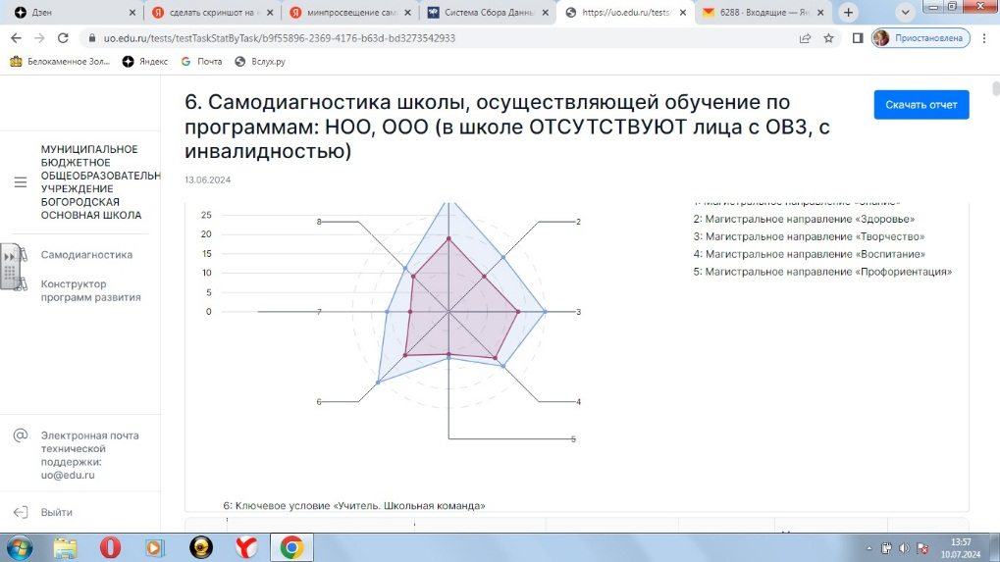 Дзен
сделать скриншот на к
минпросвещение сам
Система Сбора Данны
https://uo.edu.ru/tests/
6288 · Входящие — Ян
uo.edu.ru/tests/testTaskStatByTask/b9f55896-2369-4176-b63d-bd3273542933
Приостановлена
Белокаменное Зол...
Яндекс
Почта
Вслух.ру
6. Самодиагностика школы, осуществляющей обучение по
программам: НОО, ООО (в школе ОТСУТСТВУЮТ лица с ОВЗ, с
инвалидностью)
Скачать отчет
13.06.2024
МУНИЦИПАЛЬНОЕ
БЮДЖЕТНОЕ
ОБЩЕОБРАЗОВАТЕЛЬН
УЧРЕЖДЕНИЕ
БОГОРОДСКАЯ
ОСНОВНАЯ ШКОЛА
Самодиагностика
Конструктор
программ развития
Электронная почта
технической
поддержки:
uo@edu.ru
Выйти
25
20
15
10
5
0
8
2
7
3
6
4
5
1: Магистральное направление «Знание»
2: Магистральное направление «Здоровье»
3: Магистральное направление «Творчество»
4: Магистральное направление «Воспитание»
5: Магистральное направление «Профориентация»
6: Ключевое условие «Учитель. Школьная команда»
13:57
10.07.2024